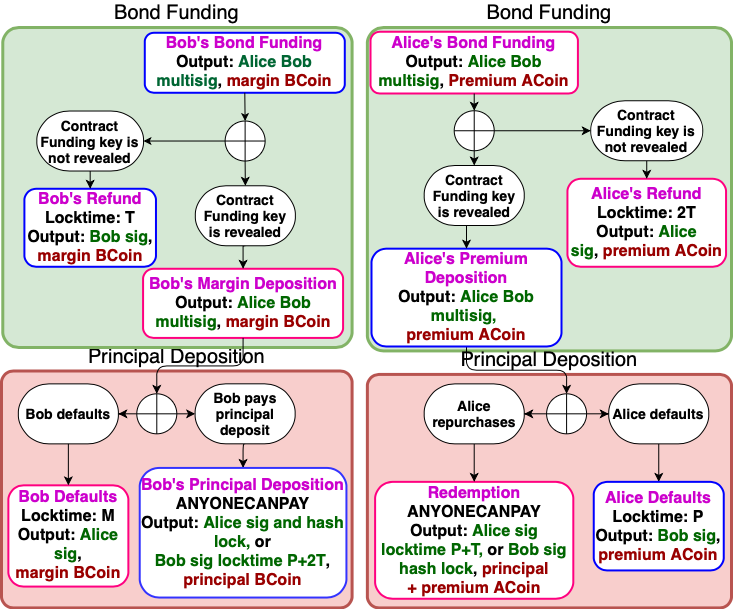 Bond Funding
Bob's Bond Funding
Output: Alice Bob
multisig, margin BCoin
Contract
Funding key is
not revealed
Bob's Refund
Locktime: T
Output: Bob sig,
margin BCoin
Contract
Funding key
is revealed
Bob's Margin Deposition
Output: Alice Bob
multisig, margin BCoin
Bond Funding
Alice's Bond Funding
Output: Alice Bob
multisig, Premium ACoin
Contract
Funding key is
not revealed
Contract
Funding key
is revealed
Alice's Refund
Locktime: 2T
Output: Alice
sig, premium ACoin
Alice's Premium
Deposition
Output: Alice Bob
multisig,
premium ACoin
Principal Deposition
Bob defaults
Bob pays
principal
deposit
Bob Defaults
Locktime: M
Output: Alice
sig,
margin BCoin
Bob's Principal Deposition
ANYONECANPAY
Output: Alice sig and hash
lock, or
Bob sig locktime P+2T,
principal BCoin
Principal Deposition
Alice
repurchases
Alice defaults
Redemption
ANYONECANPAY
Output: Alice sig
locktime P+T, or Bob sig
hash lock, principal
+ premium ACoin
Alice Defaults
Locktime: P
Output: Bob sig,
premium ACoin